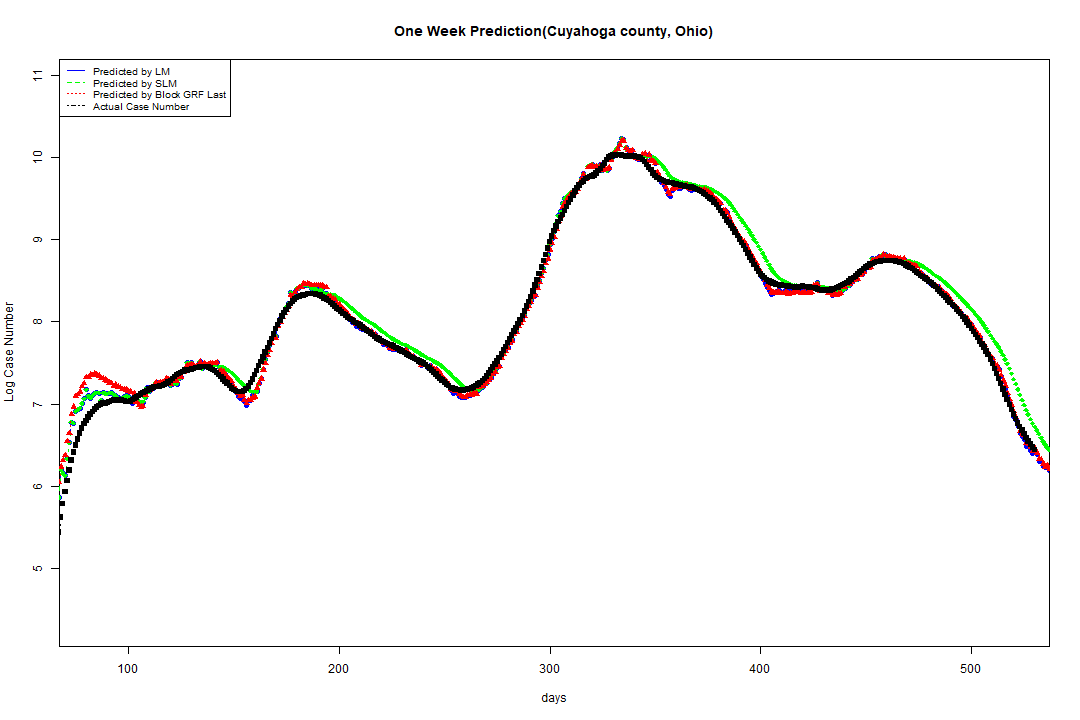 One Week Prediction(Cuyahoga county, Ohio)
Predicted by LM
Predicted by SLM
Predicted by Block GRF Last
Actual Case Number
11
10
9
8
7
6
5
Log Case Number
100 200 300 400 500
days